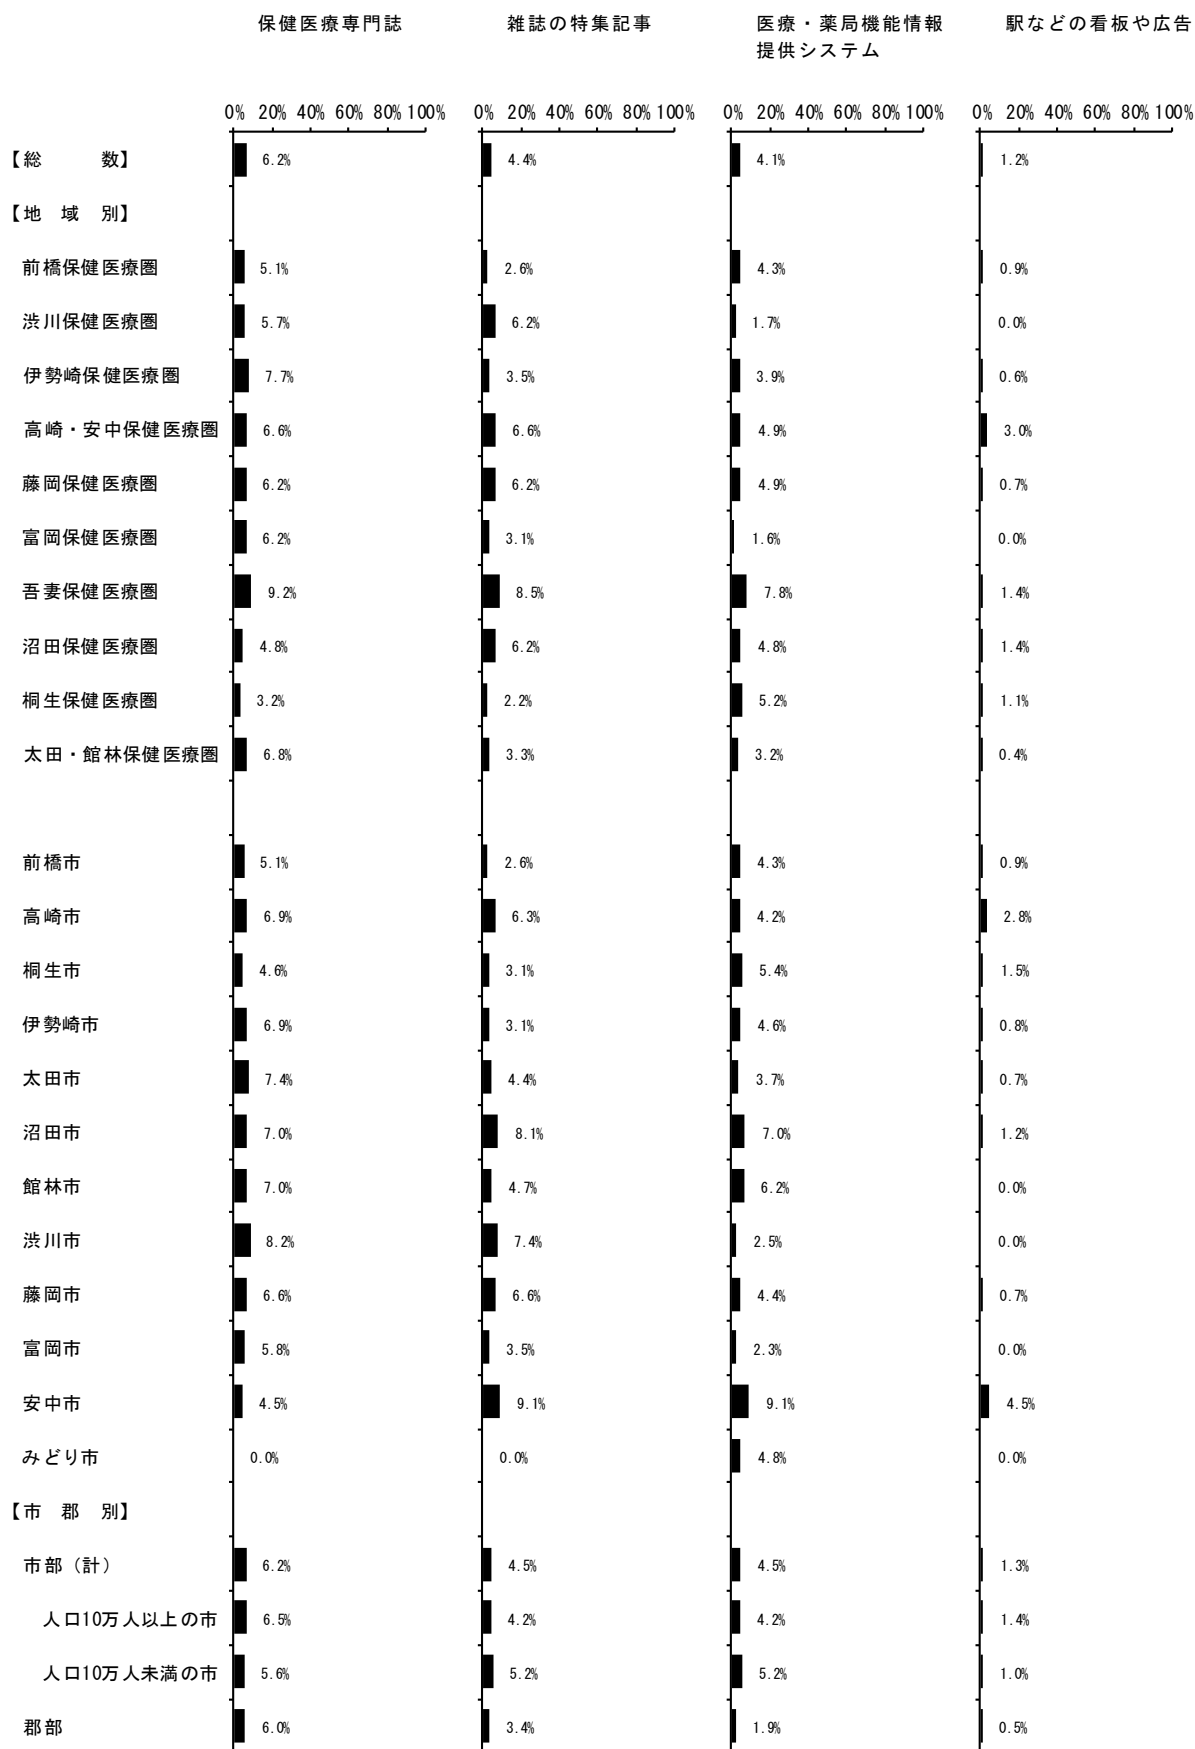 保健医療専門誌 雑誌の特集記事 医療・薬局機能情報 駅などの看板や広告
提供システム
0% 20% 40% 60% 80% 100% 0% 20% 40% 60% 80% 100% 0% 20% 40% 60% 80% 100% 0% 20% 40% 60% 80% 100%
【総 数】 6.2% 4.4% 4.1% 1.2%
【地 域 別】
前橋保健医療圏 5.1% 2.6% 4.3% 0.9%
渋川保健医療圏 5.7% 6.2% 1.7% 0.0%
伊勢崎保健医療圏 7.7% 3.5% 3.9% 0.6%
高崎・安中保健医療圏 6.6% 6.6% 4.9% 3.0%
藤岡保健医療圏 6.2% 6.2% 4.9% 0.7%
富岡保健医療圏 6.2% 3.1% 1.6% 0.0%
吾妻保健医療圏 9.2% 8.5% 7.8% 1.4%
沼田保健医療圏 4.8% 6.2% 4.8% 1.4%
桐生保健医療圏 3.2% 2.2% 5.2% 1.1%
太田・館林保健医療圏 6.8% 3.3% 3.2% 0.4%
前橋市 5.1% 2.6% 4.3% 0.9%
高崎市 6.9% 6.3% 4.2% 2.8%
桐生市 4.6% 3.1% 5.4% 1.5%
伊勢崎市 6.9% 3.1% 4.6% 0.8%
太田市 7.4% 4.4% 3.7% 0.7%
沼田市 7.0% 8.1% 7.0% 1.2%
館林市 7.0% 4.7% 6.2% 0.0%
渋川市 8.2% 7.4% 2.5% 0.0%
藤岡市 6.6% 6.6% 4.4% 0.7%
富岡市 5.8% 3.5% 2.3% 0.0%
安中市 4.5% 9.1% 9.1% 4.5%
みどり市 0.0% 0.0% 4.8% 0.0%
【市 郡 別】
市部（計） 6.2% 4.5% 4.5% 1.3%
人口10万人以上の市 6.5% 4.2% 4.2% 1.4%
人口10万人未満の市 5.6% 5.2% 5.2% 1.0%
郡部 6.0% 3.4% 1.9% 0.5%